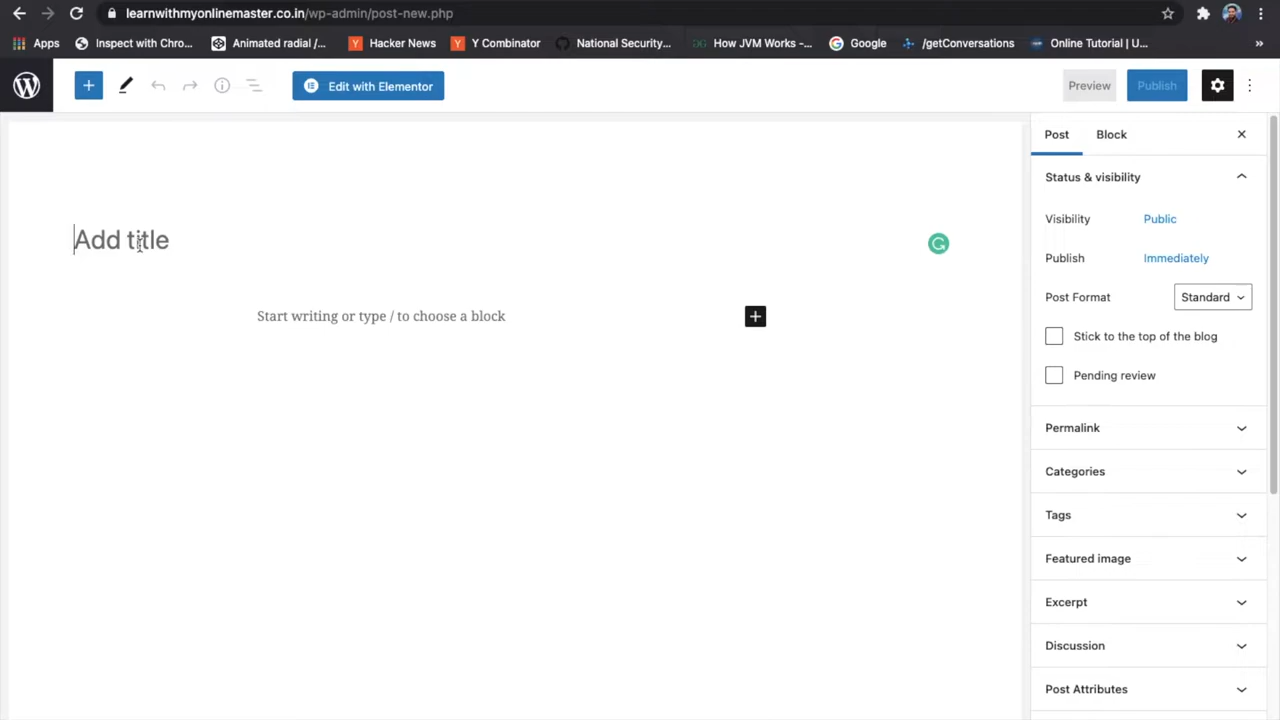 learnwithmyonlinemaster.co.in/wp-admin/post-new.php
Apps Inspect with Chro... Animated radial /... Hacker News Y Combinator National Security... How JVM Works -... Google /getConversations Online Tutorial | U... »
Edit with Elementor Preview Publish
Post Block
Status & visibility
Visibility Public
Add title
Publish Immediately
Post Format Standard
Start writing or type / to choose a block
Stick to the top of the blog
Pending review
Permalink
Categories
Tags
Featured image
Excerpt
Discussion
Post Attributes